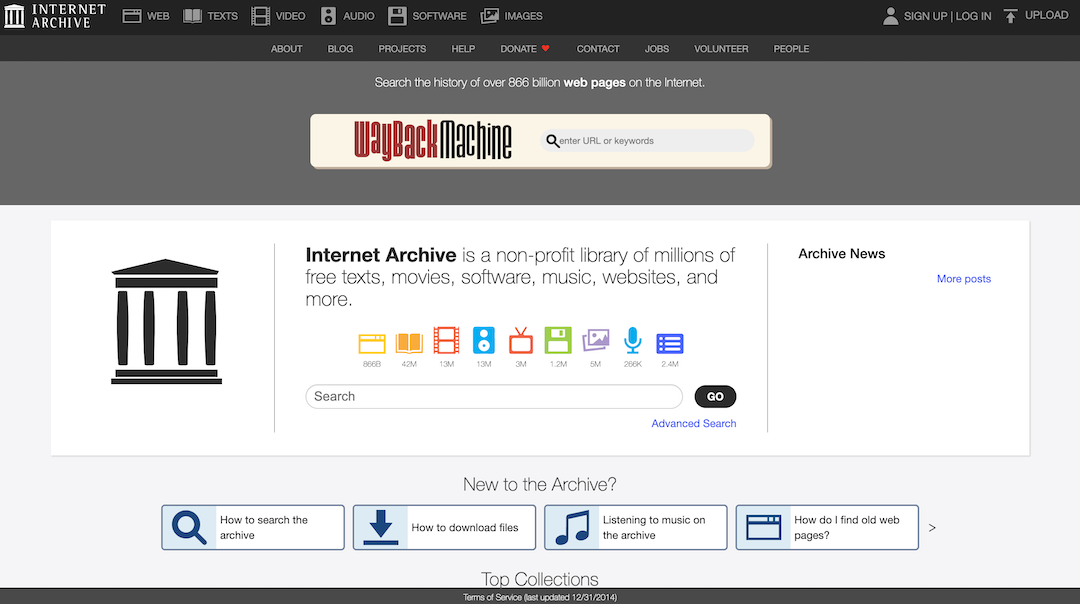 INTERNET ARCHIVE
WEB
TEXTS
VIDEO
AUDIO
SOFTWARE
IMAGES
SIGN UP | LOG IN
UPLOAD
ABOUT
BLOG
PROJECTS
HELP
DONATE
CONTACT
JOBS
VOLUNTEER
PEOPLE
Search the history of over 866 billion web pages on the Internet.
WayBackMachine
enter URL or keywords
Internet Archive is a non-profit library of millions of
free texts, movies, software, music, websites, and
more.
866B
42M
13M
13M
3M
1.2M
5M
266K
2.4M
Search
GO
Advanced Search
Archive News
More posts
New to the Archive?
How to search the
archive
How to download files
Listening to music on
the archive
How do I find old web
pages?
>
Top Collections
Terms of Service (last updated 12/31/2014)